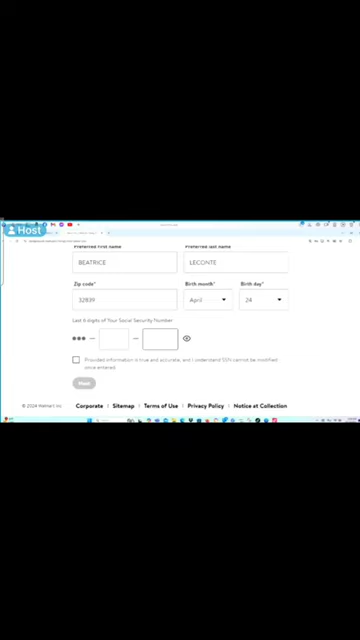 Host
Preferred first name Preferred last name
BEATRICE LECONTE
Zip code* Birth month* Birth day*
32839 April 24
Last 6 digits of Your Social Security Number
Provided information is true and accurate, and I understand SSN cannot be modified
once entered
Next
© 2024 Walmart Inc. Corporate | Sitemap | Terms of Use | Privacy Policy | Notice at Collection